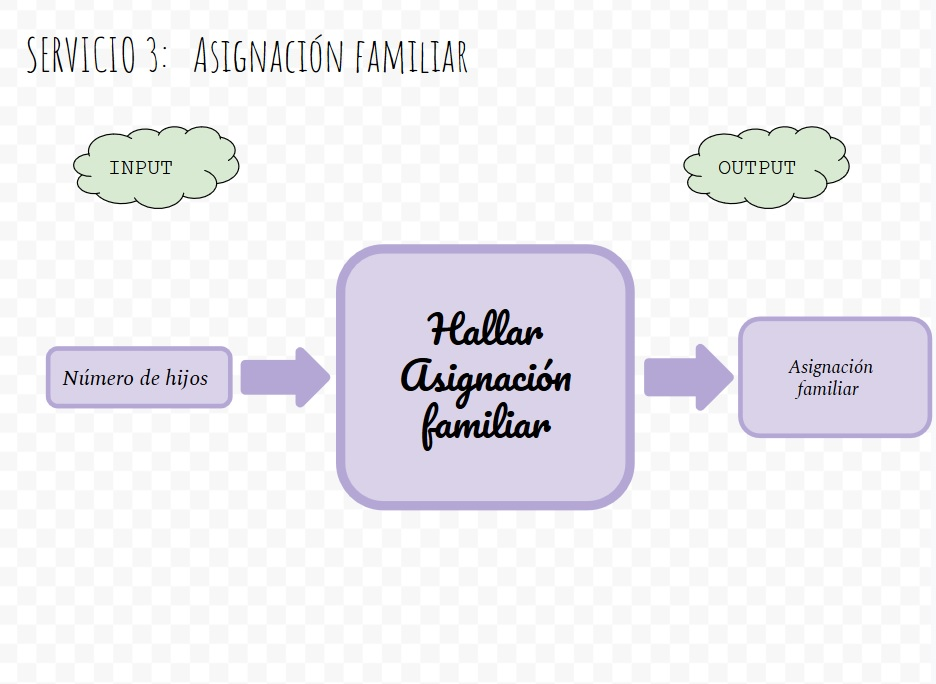 SERVICIO 3: Asignación familiar
INPUT
OUTPUT
Número de hijos
Hallar
Asignación
familiar
Asignación
familiar